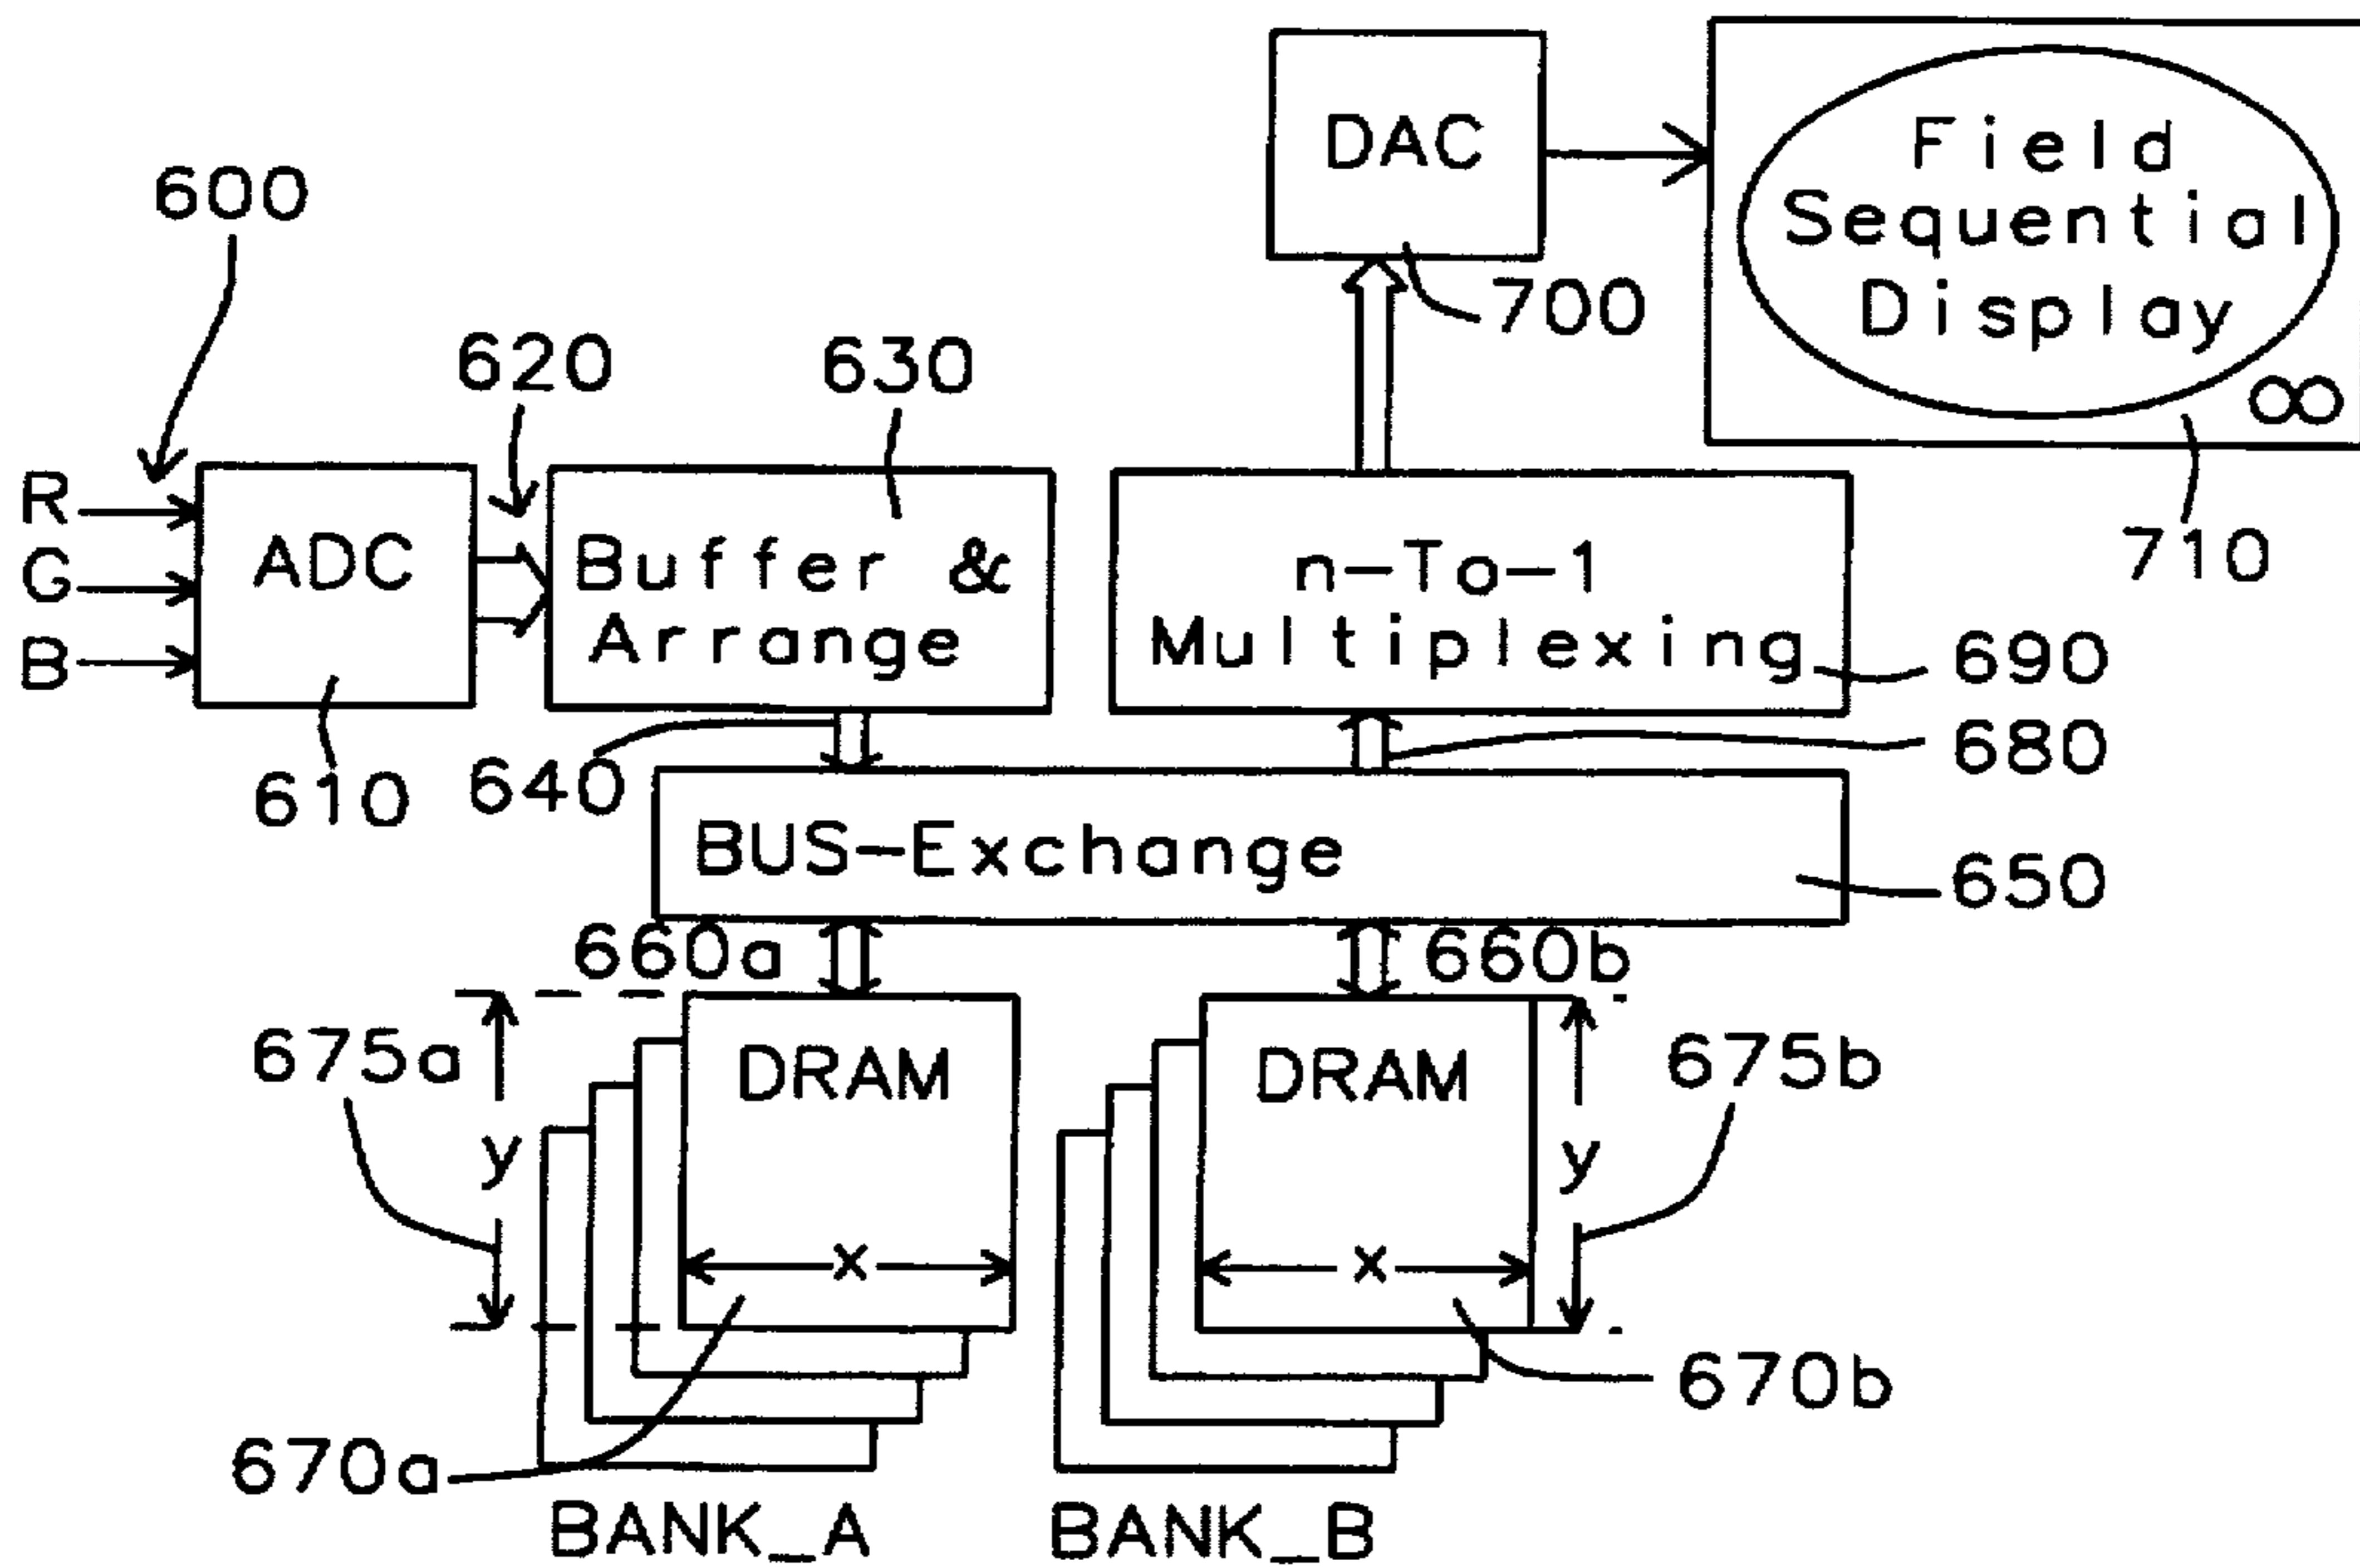 DAC
Field
Sequential
Display
600
700
620
630
R
G
B
ADC
Buffer &
Arrange
n-To-1
Multiplexing
710
690
680
610
640
BUS-Exchange
650
660a
660b
675a
DRAM
DRAM
675b
y
y
x
x
670b
670a
BANK_A
BANK_B